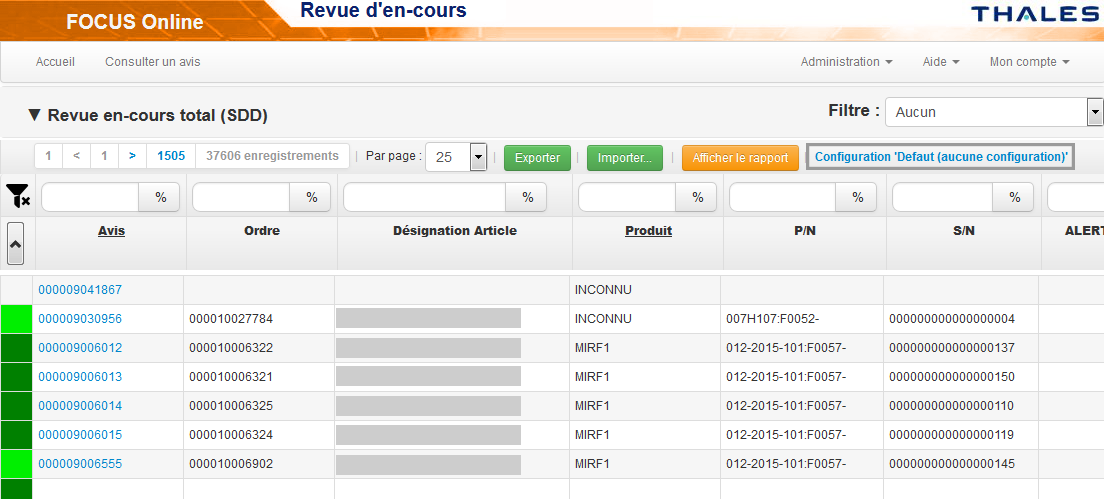 FOCUS Online
Revue d'en-cours
THALES
Accueil Consulter un avis Administration Aide Mon compte
▼ Revue en-cours total (SDD) Filtre : Aucun
1 < 1 > 1505 37606 enregistrements Par page : 25 Exporter Importer... Afficher le rapport Configuration 'Defaut (aucune configuration)'
% % % % % %
Avis Ordre Désignation Article Produit P/N S/N ALERT
000009041867 INCONNU
000009030956 000010027784 INCONNU 007H107:F0052- 000000000000000004
000009006012 000010006322 MIRF1 012-2015-101:F0057- 000000000000000137
000009006013 000010006321 MIRF1 012-2015-101:F0057- 000000000000000150
000009006014 000010006325 MIRF1 012-2015-101:F0057- 000000000000000110
000009006015 000010006324 MIRF1 012-2015-101:F0057- 000000000000000119
000009006555 000010006902 MIRF1 012-2015-101:F0057- 000000000000000145